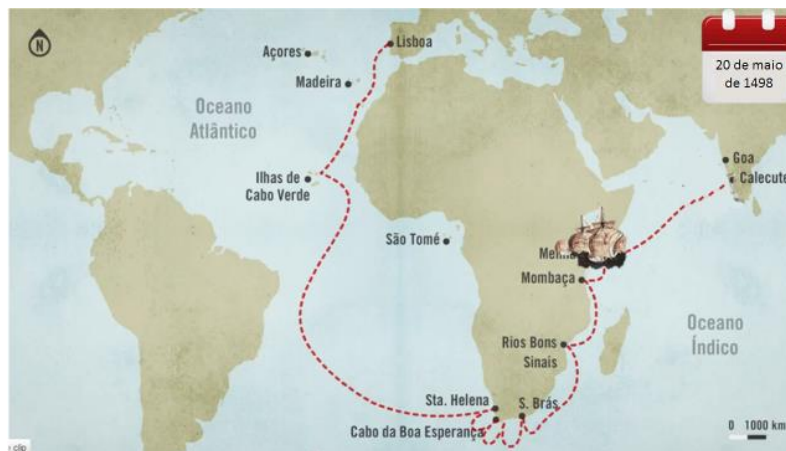 N
Lisboa
20 de maio
de 1498
Açores
Madeira
Oceano
Atlântico
Goa
Calecute
Ilhas de
Cabo Verde
São Tomé
Mombaça
Oceano
Índico
Rios Bons
Sinais
Sta. Helena
S. Brás
Cabo da Boa Esperança
0 1000 km
clip